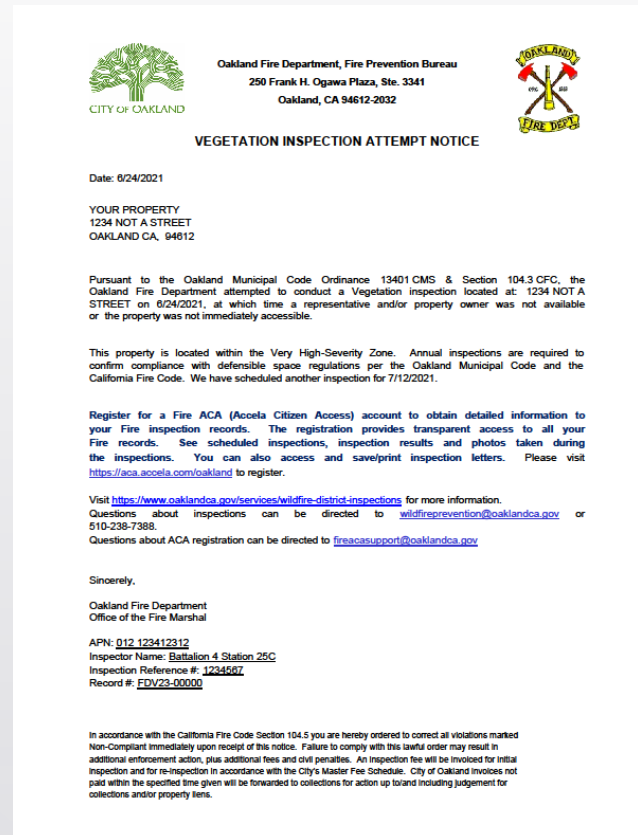 Oakland Fire Department, Fire Prevention Bureau
250 Frank H. Ogawa Plaza, Ste. 3341
Oakland, CA 94612-2032
CITY OF OAKLAND
OAKLAND
FIRE DEPT.
VEGETATION INSPECTION ATTEMPT NOTICE
Date: 6/24/2021
YOUR PROPERTY
1234 NOT A STREET
OAKLAND CA, 94612
Pursuant to the Oakland Municipal Code Ordinance 13401 CMS & Section 104.3 CFC, the
Oakland Fire Department attempted to conduct a Vegetation inspection located at: 1234 NOT A
STREET on 6/24/2021, at which time a representative and/or property owner was not available
or the property was not immediately accessible.
This property is located within the Very High-Severity Zone. Annual inspections are required to
confirm compliance with defensible space regulations per the Oakland Municipal Code and the
California Fire Code. We have scheduled another inspection for 7/12/2021.
Register for a Fire ACA (Accela Citizen Access) account to obtain detailed information to
your Fire inspection records. The registration provides transparent access to all your
Fire records. See scheduled inspections, inspection results and photos taken during
the inspections. You can also access and save/print inspection letters. Please visit
https://aca.accela.com/oakland to register.
Visit https://www.oaklandca.gov/services/wildfire-district-inspections for more information.
Questions about inspections can be directed to wildfireprevention@oaklandca.gov or
510-238-7388.
Questions about ACA registration can be directed to fireacasupport@oaklandca.gov
Sincerely,
Oakland Fire Department
Office of the Fire Marshal
APN: 012 123412312
Inspector Name: Battalion 4 Station 25C
Inspection Reference #: 1234567
Record #: FDV23-00000
In accordance with the California Fire Code Section 104.5 you are hereby ordered to correct all violations marked
Non-Compliant immediately upon receipt of this notice. Failure to comply with this lawful order may result in
additional enforcement action, plus additional fees and civil penalties. An inspection fee will be invoiced for initial
inspection and for re-inspection in accordance with the City's Master Fee Schedule. City of Oakland invoices not
paid within the specified time given will be forwarded to collections for action up to/and including judgement for
collections and/or property liens.